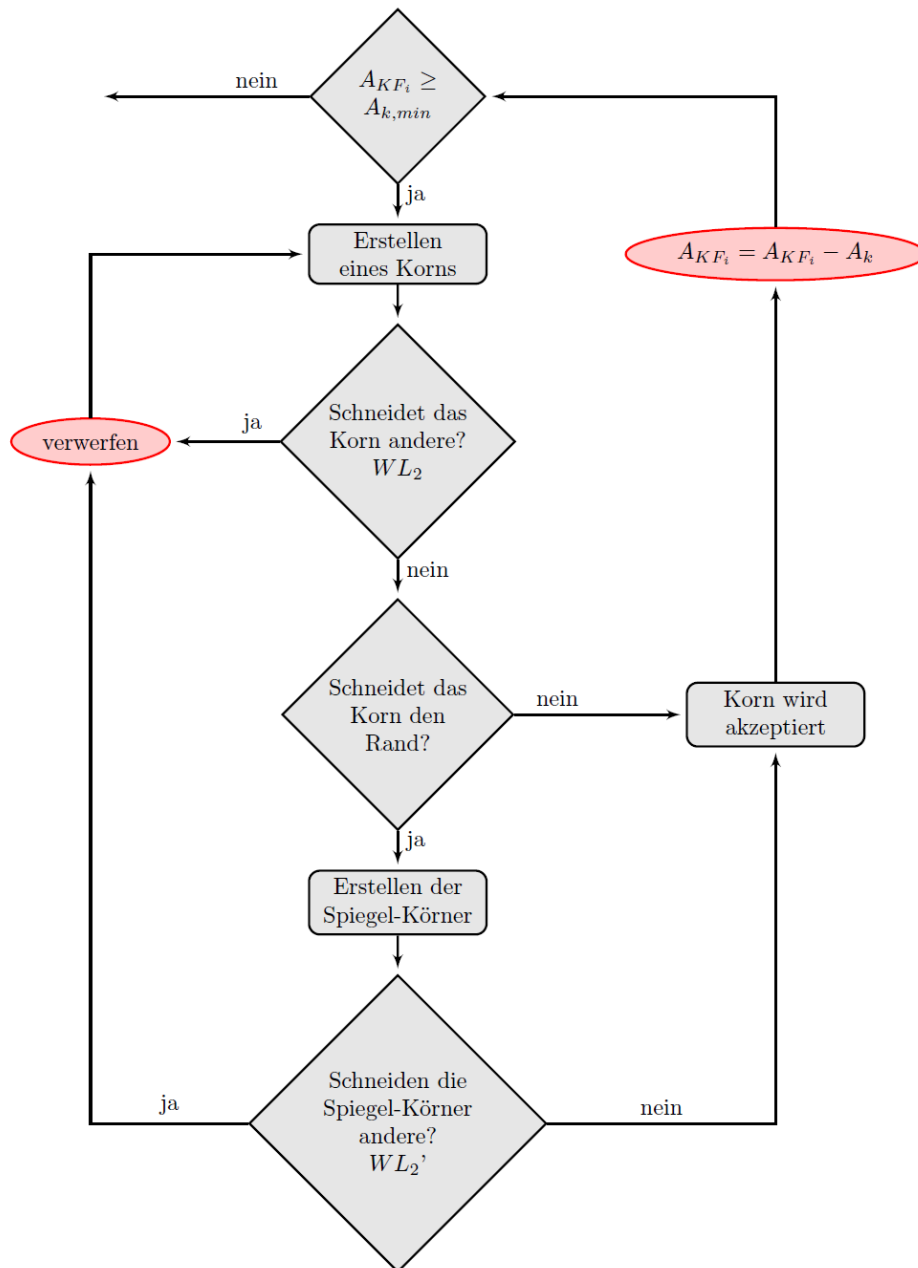 nein
A_{KF_i} ≥
A_{k,min}
ja
Erstellen
eines Korns
A_{KF_i} = A_{KF_i} − A_k
Schneidet das
Korn andere?
WL_2
ja
verwerfen
nein
Schneidet das
Korn den
Rand?
nein
Korn wird
akzeptiert
ja
Erstellen der
Spiegel-Körner
Schneiden die
Spiegel-Körner
andere?
WL_2’
ja
nein